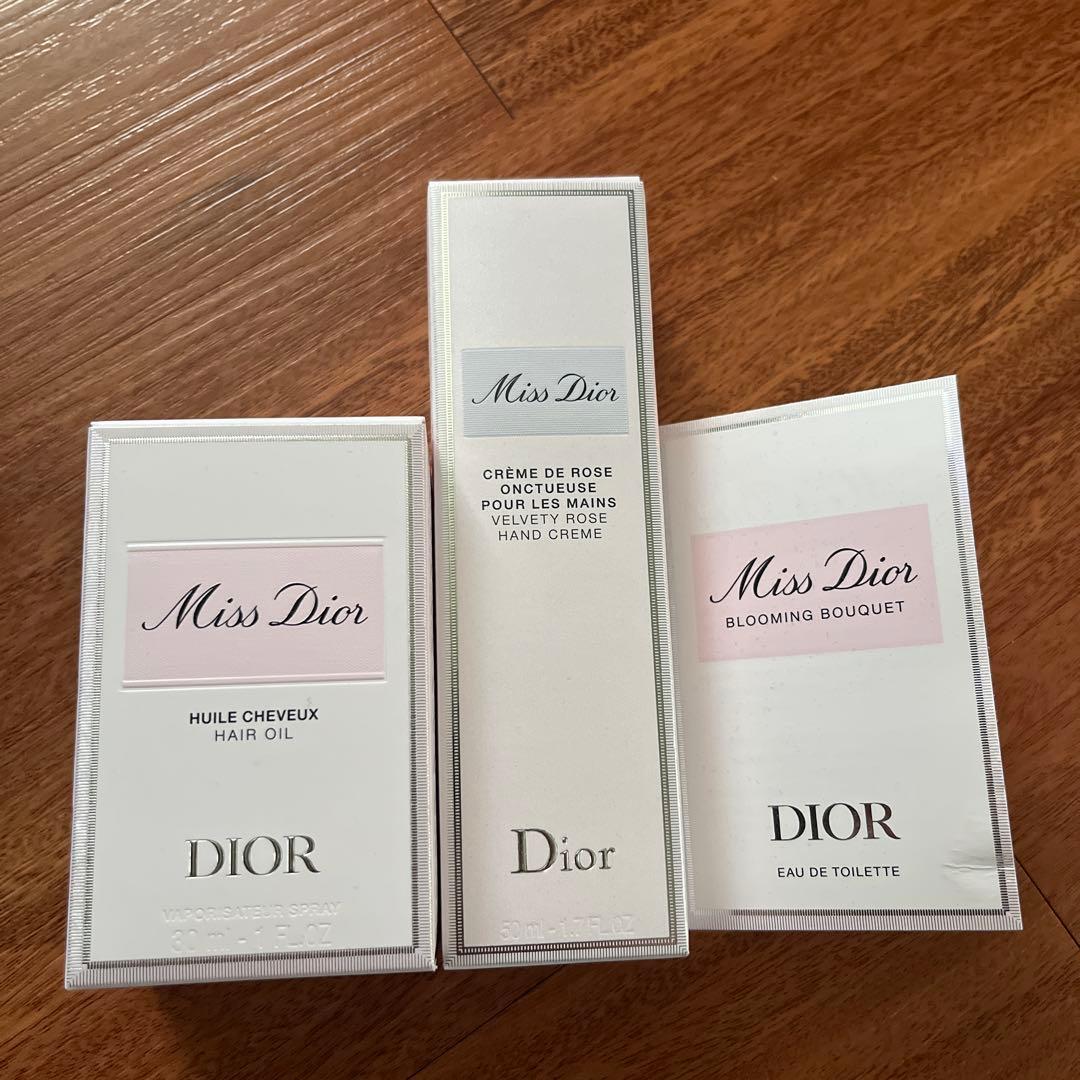 Miss Dior
HUILE CHEVEUX
HAIR OIL
DIOR
VAPORISATEUR SPRAY
30 ml - 1 FL.OZ
Miss Dior
CRÈME DE ROSE
ONCTUEUSE
POUR LES MAINS
VELVETY ROSE
HAND CREME
Dior
50 ml - 1.7 FL.OZ
Miss Dior
BLOOMING BOUQUET
DIOR
EAU DE TOILETTE